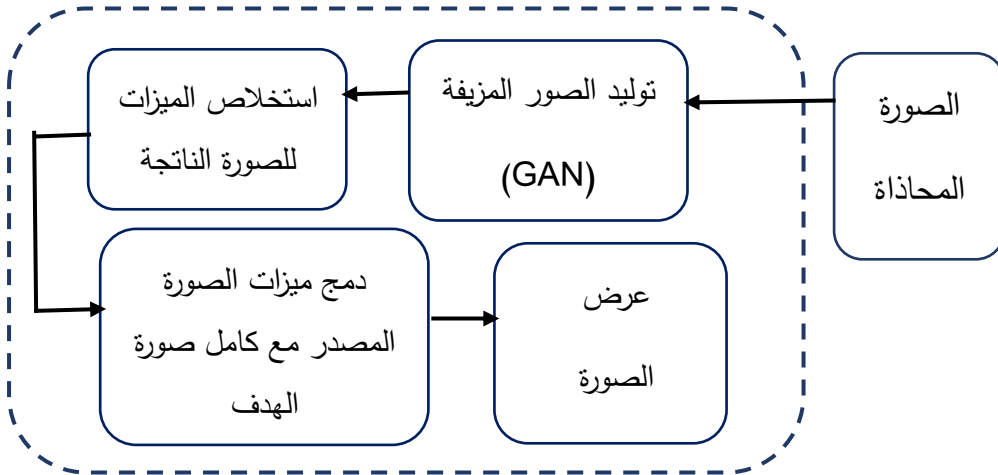 الصورة
المحاذاة
توليد الصور المزيفة
(GAN)
استخلاص الميزات
للصورة الناتجة
دمج ميزات الصورة
المصدر مع كامل صورة
الهدف
عرض
الصورة